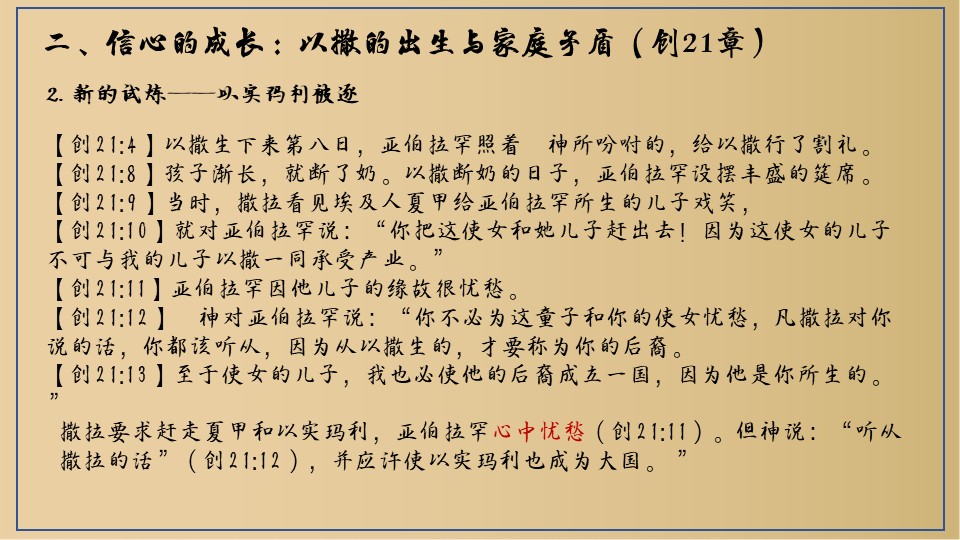 二、信心的成长：以撒的出生与家庭矛盾（创21章）
2. 新的试炼——以实玛利被逐
【创21:4】以撒生下来第八日，亚伯拉罕照着　神所吩咐的，给以撒行了割礼。
【创21:8】孩子渐长，就断了奶。以撒断奶的日子，亚伯拉罕设摆丰盛的筵席。
【创21:9】当时，撒拉看见埃及人夏甲给亚伯拉罕所生的儿子戏笑，
【创21:10】就对亚伯拉罕说：“你把这使女和她儿子赶出去！因为这使女的儿子
不可与我的儿子以撒一同承受产业。”
【创21:11】亚伯拉罕因他儿子的缘故很忧愁。
【创21:12】　神对亚伯拉罕说：“你不必为这童子和你的使女忧愁，凡撒拉对你
说的话，你都该听从，因为从以撒生的，才要称为你的后裔。
【创21:13】至于使女的儿子，我也必使他的后裔成立一国，因为他是你所生的。
”
撒拉要求赶走夏甲和以实玛利，亚伯拉罕心中忧愁（创21:11）。但神说：“听从
撒拉的话”（创21:12），并应许使以实玛利也成为大国。”